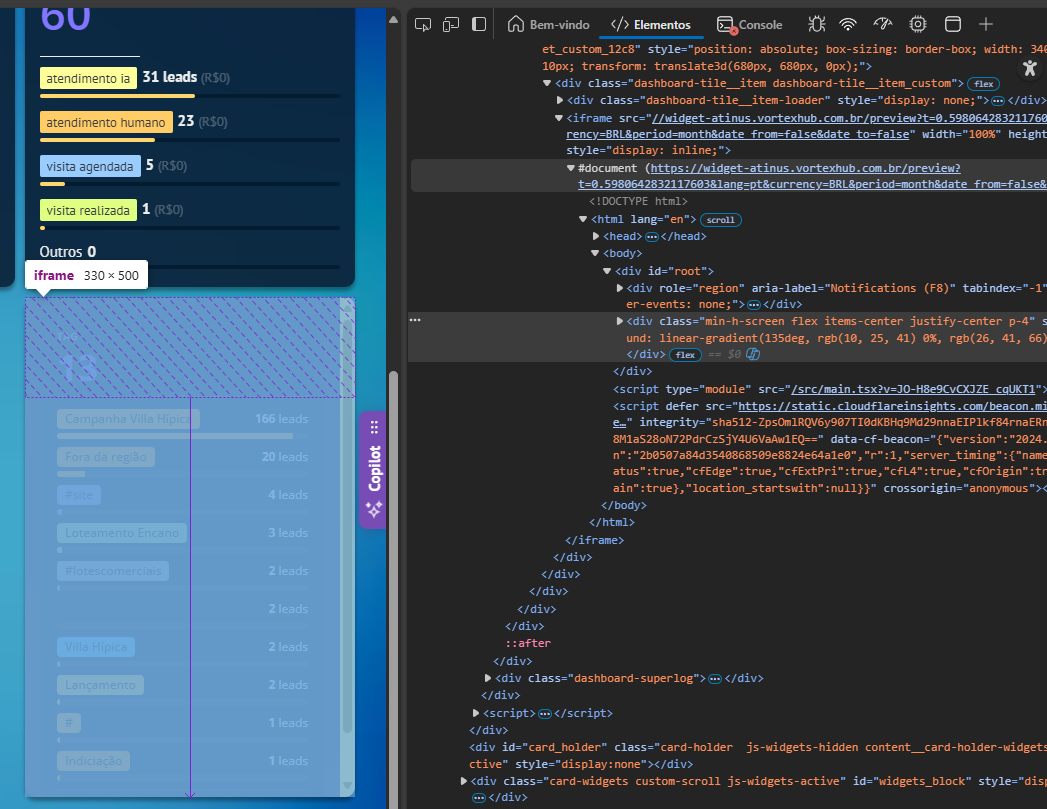 60
atendimento ia 31 leads (R$0)
atendimento humano 23 (R$0)
visita agendada 5 (R$0)
visita realizada 1 (R$0)
Outros 0
iframe 330 × 500
13
Campanha Villa Hípica 166 leads
Fora da região 20 leads
#site 4 leads
Loteamento Encano 3 leads
#lotescomerciais 2 leads
2 leads
Villa Hípica 2 leads
Lançamento 2 leads
# 1 leads
Indiciação 1 leads
Copilot
Bem-vindo
Elementos
Console
et_custom_12c8" style="position: absolute; box-sizing: border-box; width: 340
10px; transform: translate3d(680px, 680px, 0px);">
<div class="dashboard-tile__item dashboard-tile__item_custom"> flex
<div class="dashboard-tile__item-loader" style="display: none;"> </div>
<iframe src="//widget-atinus.vortexhub.com.br/preview?t=0.598064283211760
rency=BRL&period=month&date_from=false&date_to=false" width="100%" height
style="display: inline;">
#document (https://widget-atinus.vortexhub.com.br/preview?
t=0.5980642832117603&lang=pt&currency=BRL&period=month&date_from=false&
<!DOCTYPE html>
<html lang="en"> scroll
<head> </head>
<body>
<div id="root">
<div role="region" aria-label="Notifications (F8)" tabindex="-1"
er-events: none;"> </div>
<div class="min-h-screen flex items-center justify-center p-4" s
und: linear-gradient(135deg, rgb(10, 25, 41) 0%, rgb(26, 41, 66)
</div> flex == $0
</div>
<script type="module" src="/src/main.tsx?v=JO-H8e9CvCXJZE_cqUKT1">
<script defer src="https://static.cloudflareinsights.com/beacon.mi
e…" integrity="sha512-ZpsOmlRQV6y907TI0dKBHq9Md29nnaEIPlkf84rnaERn
8M1aS28oN72PdrCzSjY4U6VaAw1EQ==" data-cf-beacon="{"version":"2024.
n":"2b0507a84d3540868509e8824e64a1e0","r":1,"server_timing":{"name
atus":true,"cfEdge":true,"cfExtPri":true,"cfL4":true,"cfOrigin":tr
ain":true},"location_startswith":null}}" crossorigin="anonymous"><
</body>
</html>
</iframe>
</div>
</div>
</div>
</div>
</div>
::after
</div>
<div class="dashboard-superlog"> </div>
</div>
<script> </script>
</div>
<div id="card_holder" class="card-holder  js-widgets-hidden content__card-holder-widgets
ctive" style="display:none"></div>
<div class="card-widgets custom-scroll js-widgets-active" id="widgets_block" style="disp
</div>